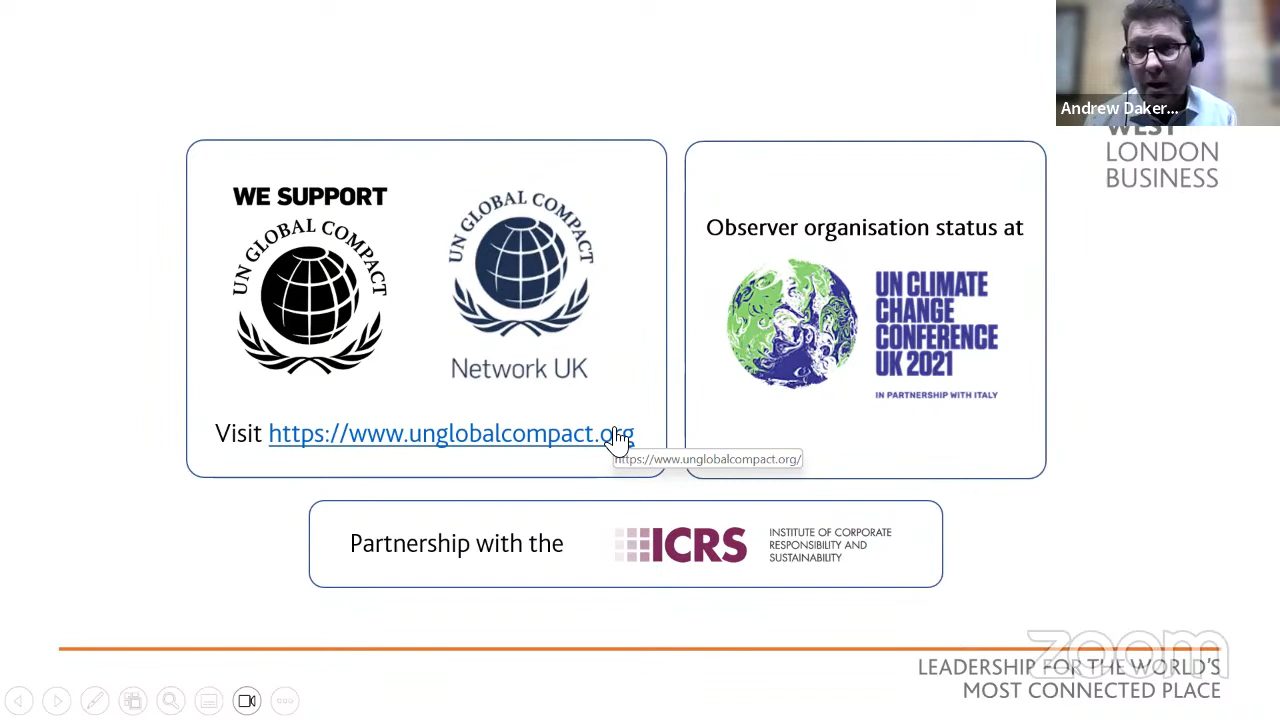 Andrew Daker...
WEST
LONDON
BUSINESS
WE SUPPORT
UN GLOBAL COMPACT
UN GLOBAL COMPACT
Network UK
Visit https://www.unglobalcompact.org
https://www.unglobalcompact.org/
Observer organisation status at
UN CLIMATE
CHANGE
CONFERENCE
UK 2021
IN PARTNERSHIP WITH ITALY
Partnership with the
ICRS
INSTITUTE OF CORPORATE
RESPONSIBILITY AND
SUSTAINABILITY
zoom
LEADERSHIP FOR THE WORLD'S
MOST CONNECTED PLACE